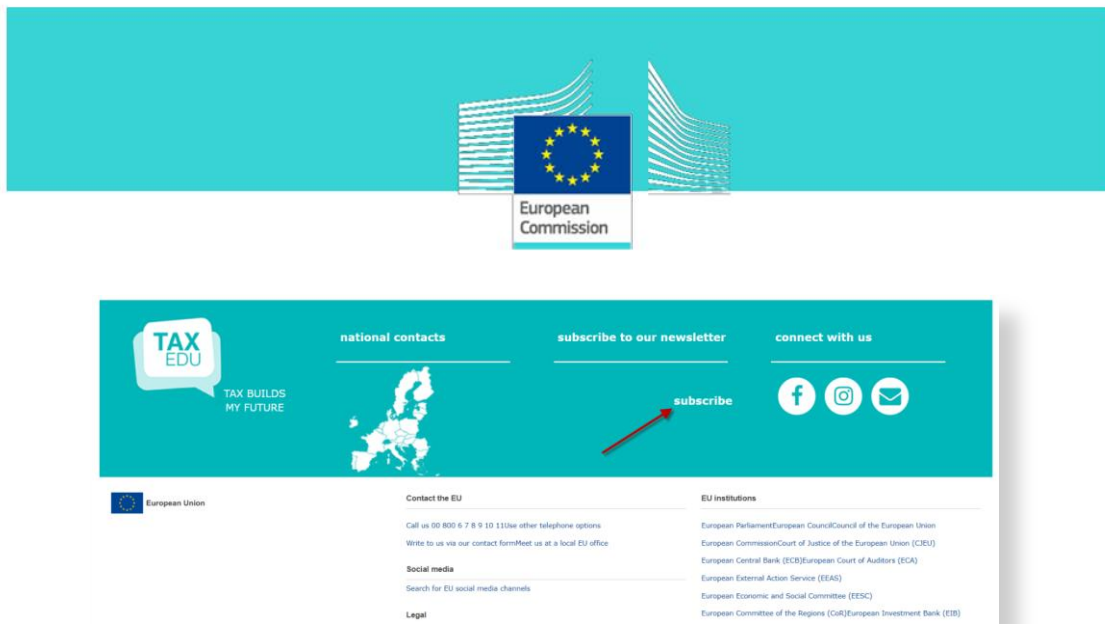 European
Commission
TAX
EDU
TAX BUILDS
MY FUTURE
national contacts
subscribe to our newsletter
subscribe
connect with us
European Union
Contact the EU
Call us 00 800 6 7 8 9 10 11Use other telephone options
Write to us via our contact formMeet us at a local EU office
Social media
Search for EU social media channels
Legal
EU institutions
European ParliamentEuropean CouncilCouncil of the European Union
European CommissionCourt of Justice of the European Union (CJEU)
European Central Bank (ECB)European Court of Auditors (ECA)
European External Action Service (EEAS)
European Economic and Social Committee (EESC)
European Committee of the Regions (CoR)European Investment Bank (EIB)